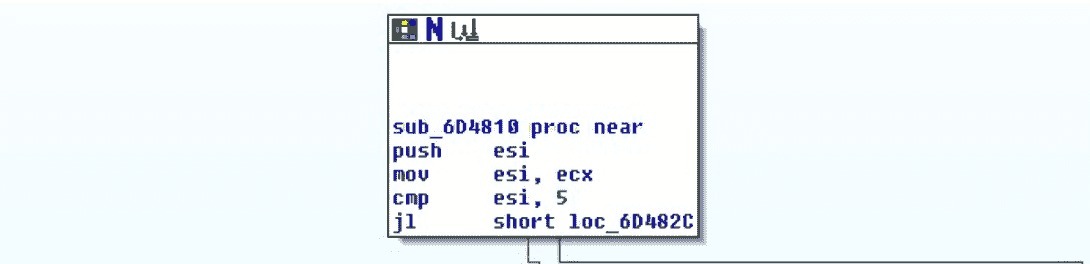 sub_6D4810 proc near
push esi
mov esi, ecx
cmp esi, 5
jl short loc_6D482C